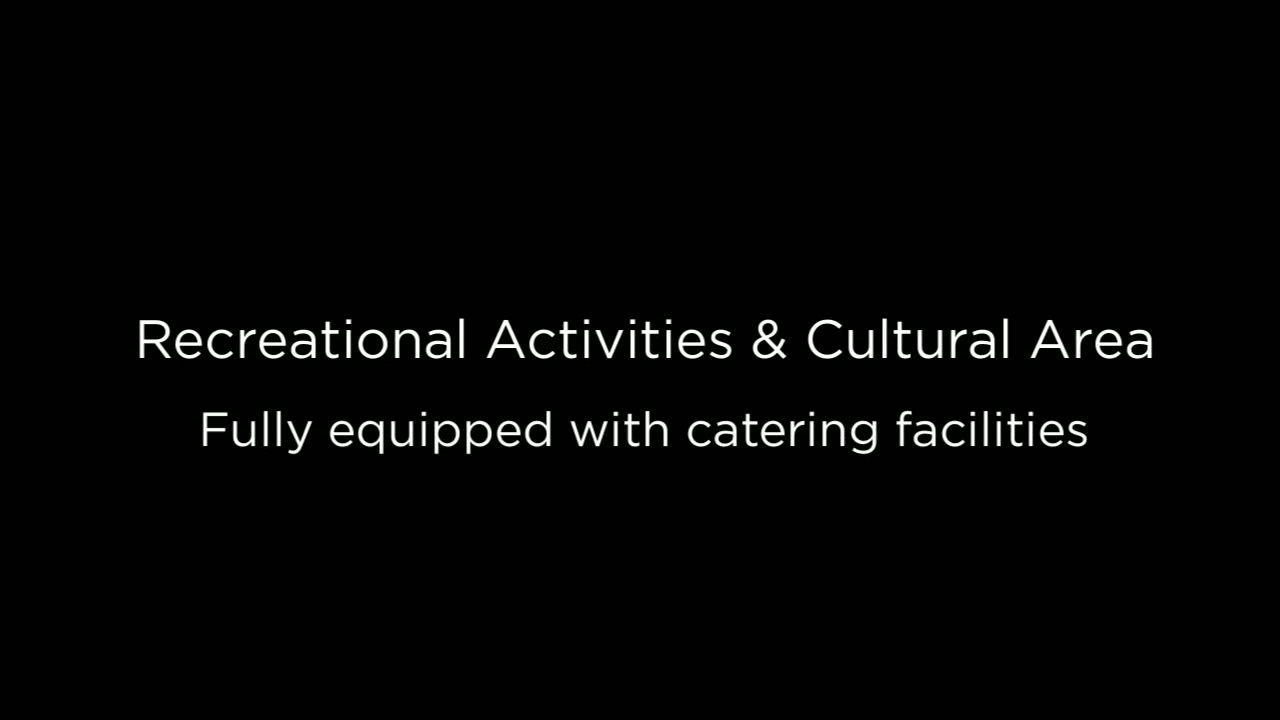 Recreational Activities & Cultural Area
Fully equipped with catering facilities